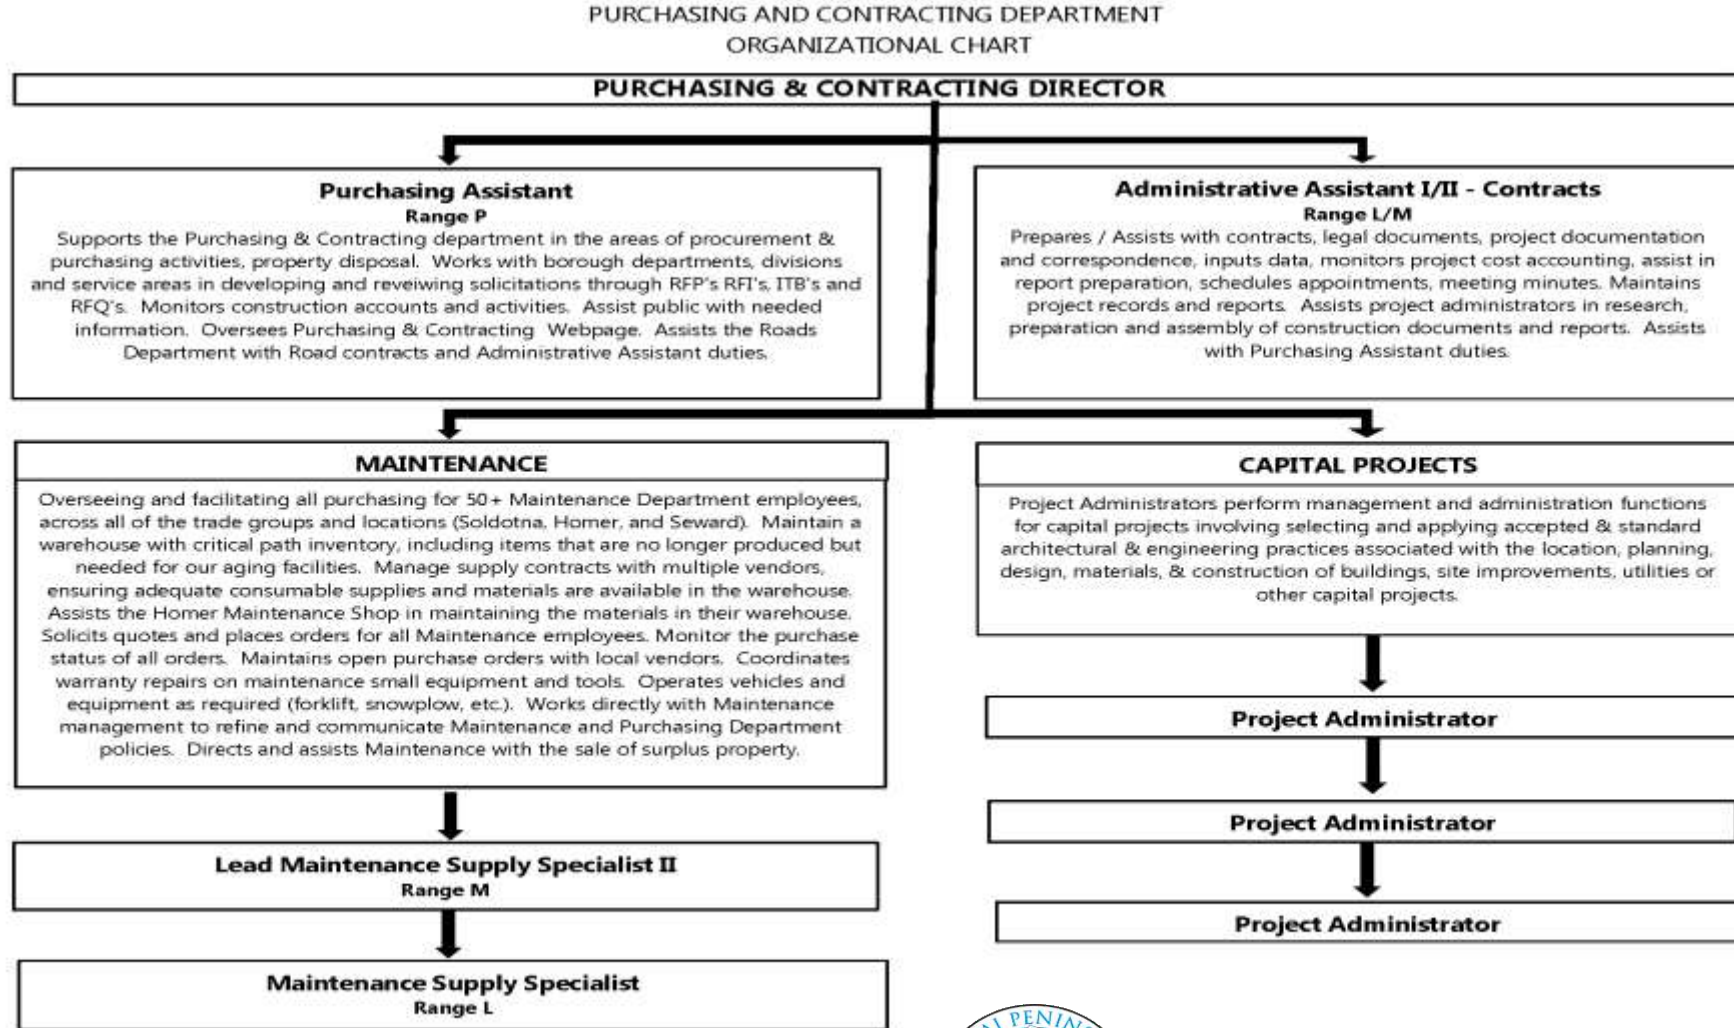 PURCHASING AND CONTRACTING DEPARTMENT
ORGANIZATIONAL CHART
PURCHASING & CONTRACTING DIRECTOR
Purchasing Assistant
Range P
Supports the Purchasing & Contracting department in the areas of procurement &
purchasing activities, property disposal. Works with borough departments, divisions
and service areas in developing and reveiwing solicitations through RFP's RFI's, ITB's and
RFQ's. Monitors construction accounts and activities. Assist public with needed
information. Oversees Purchasing & Contracting Webpage. Assists the Roads
Department with Road contracts and Administrative Assistant duties.
Administrative Assistant I/II - Contracts
Range L/M
Prepares / Assists with contracts, legal documents, project documentation
and correspondence, inputs data, monitors project cost accounting, assist in
report preparation, schedules appointments, meeting minutes. Maintains
project records and reports. Assists project administrators in research,
preparation and assembly of construction documents and reports. Assists
with Purchasing Assistant duties.
MAINTENANCE
Overseeing and facilitating all purchasing for 50+ Maintenance Department employees,
across all of the trade groups and locations (Soldotna, Homer, and Seward). Maintain a
warehouse with critical path inventory, including items that are no longer produced but
needed for our aging facilities. Manage supply contracts with multiple vendors,
ensuring adequate consumable supplies and materials are available in the warehouse.
Assists the Homer Maintenance Shop in maintaining the materials in their warehouse.
Solicits quotes and places orders for all Maintenance employees. Monitor the purchase
status of all orders. Maintains open purchase orders with local vendors. Coordinates
warranty repairs on maintenance small equipment and tools. Operates vehicles and
equipment as required (forklift, snowplow, etc.). Works directly with Maintenance
management to refine and communicate Maintenance and Purchasing Department
policies. Directs and assists Maintenance with the sale of surplus property.
Lead Maintenance Supply Specialist II
Range M
Maintenance Supply Specialist
Range L
CAPITAL PROJECTS
Project Administrators perform management and administration functions
for capital projects involving selecting and applying accepted & standard
architectural & engineering practices associated with the location, planning,
design, materials, & construction of buildings, site improvements, utilities or
other capital projects.
Project Administrator
Project Administrator
Project Administrator